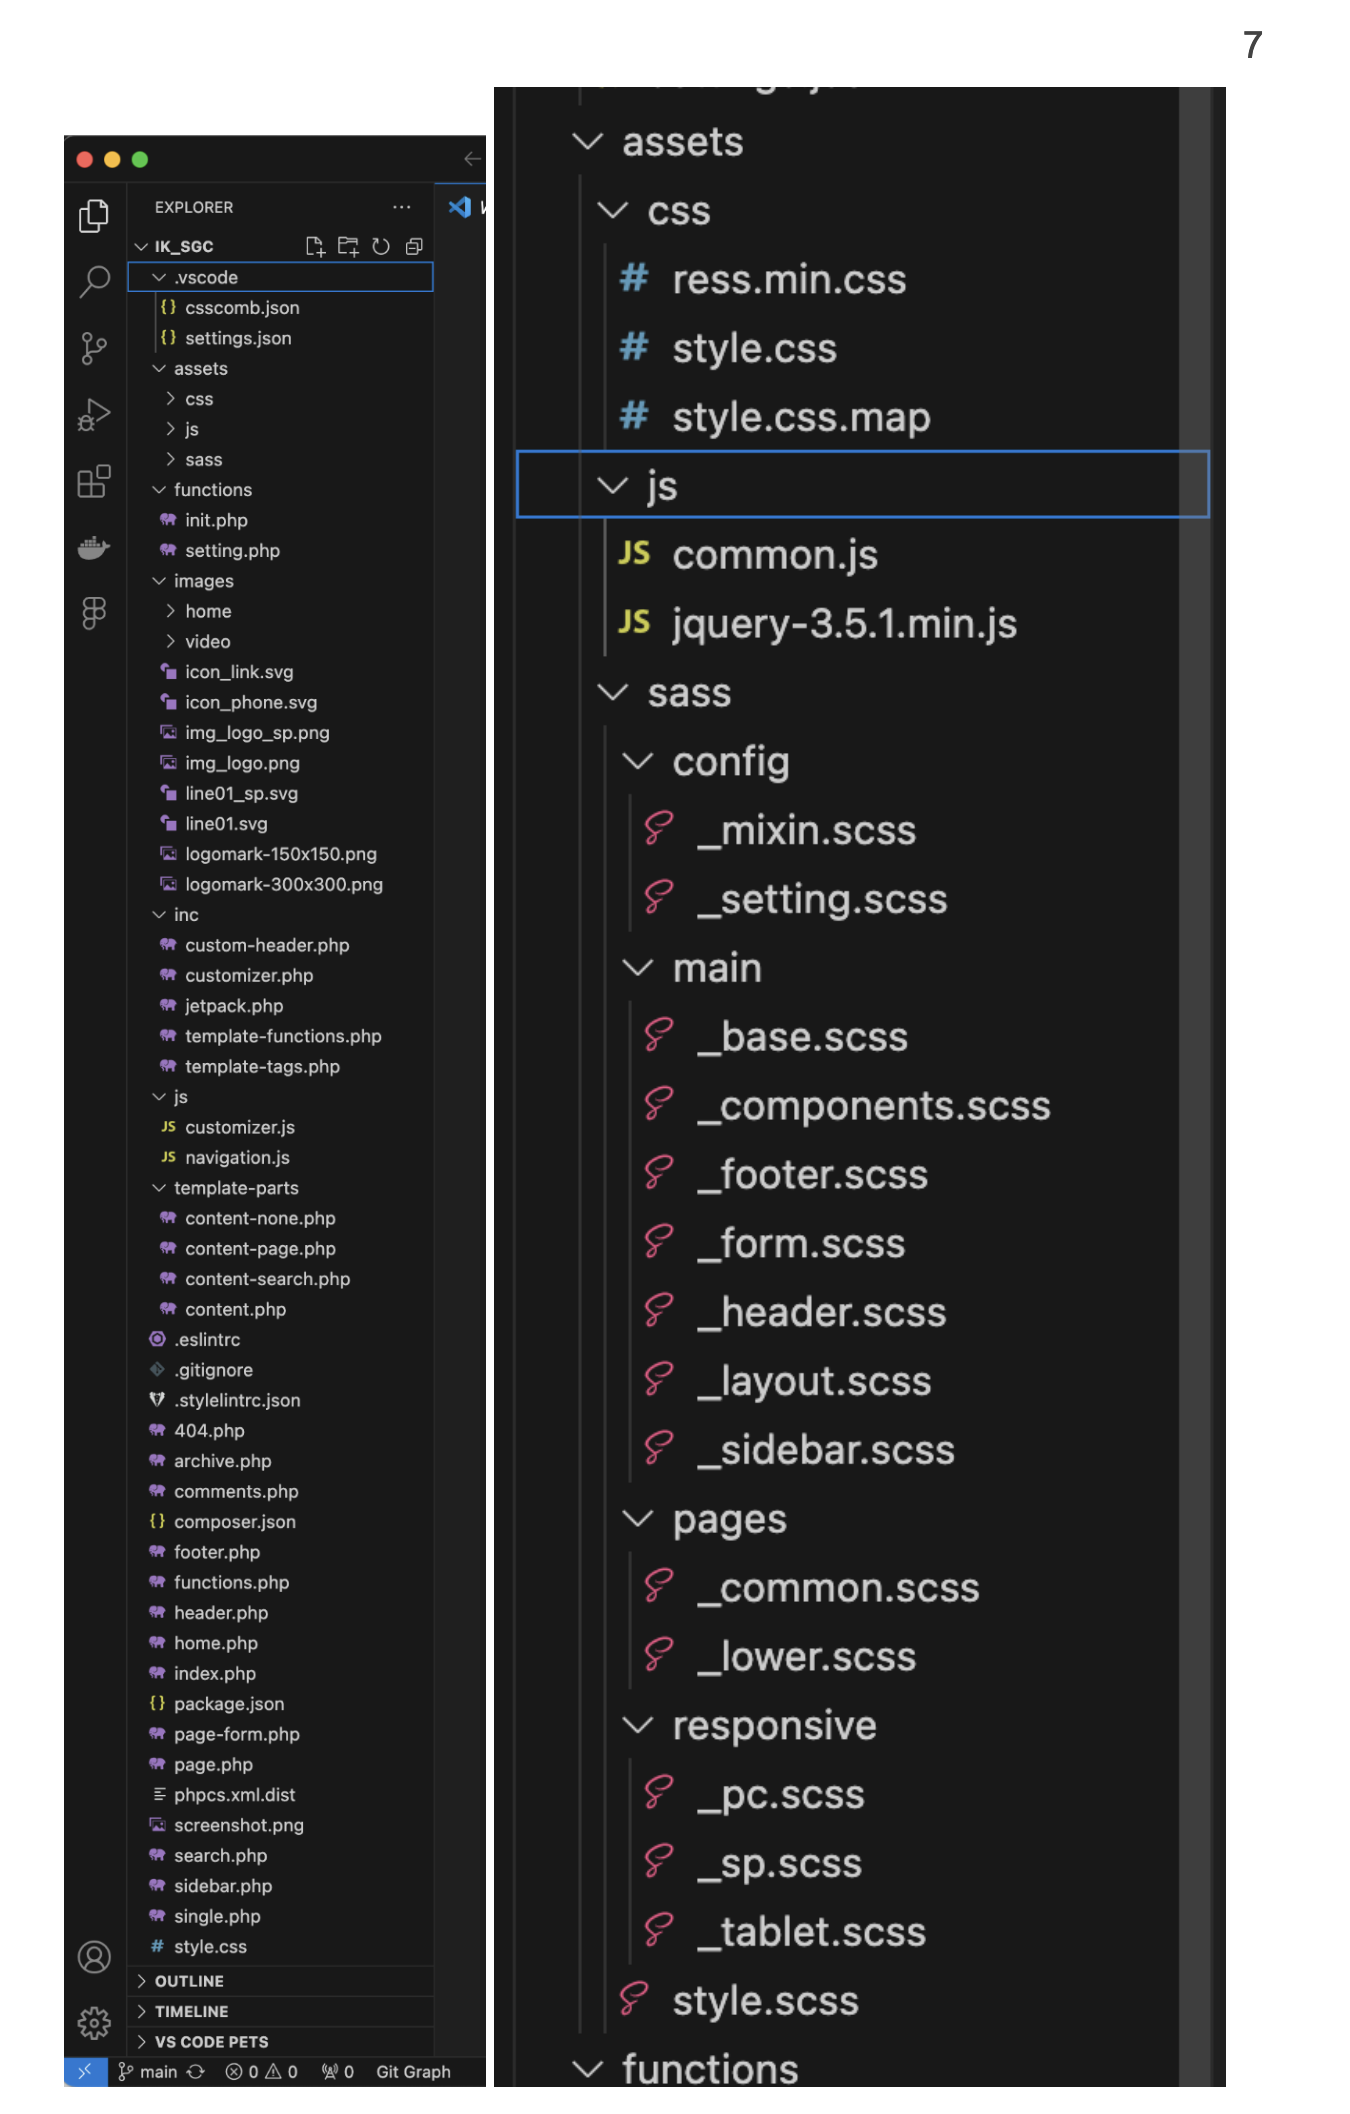 7
EXPLORER
IK_SGC
.vscode
{} csscomb.json
{} settings.json
assets
css
js
sass
functions
init.php
setting.php
images
home
video
icon_link.svg
icon_phone.svg
img_logo_sp.png
img_logo.png
line01_sp.svg
line01.svg
logomark-150x150.png
logomark-300x300.png
inc
custom-header.php
customizer.php
jetpack.php
template-functions.php
template-tags.php
js
JS customizer.js
JS navigation.js
template-parts
content-none.php
content-page.php
content-search.php
content.php
.eslintrc
.gitignore
.stylelintrc.json
404.php
archive.php
comments.php
{} composer.json
footer.php
functions.php
header.php
home.php
index.php
{} package.json
page-form.php
page.php
phpcs.xml.dist
screenshot.png
search.php
sidebar.php
single.php
# style.css
OUTLINE
TIMELINE
VS CODE PETS
main 0 0 0 Git Graph
assets
css
# ress.min.css
# style.css
# style.css.map
js
JS common.js
JS jquery-3.5.1.min.js
sass
config
_mixin.scss
_setting.scss
main
_base.scss
_components.scss
_footer.scss
_form.scss
_header.scss
_layout.scss
_sidebar.scss
pages
_common.scss
_lower.scss
responsive
_pc.scss
_sp.scss
_tablet.scss
style.scss
functions